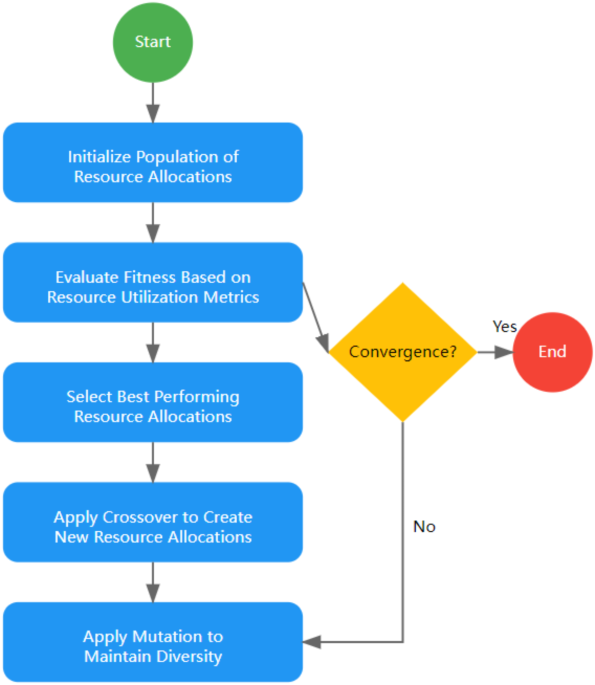 Start
Initialize Population of
Resource Allocations
Evaluate Fitness Based on
Resource Utilization Metrics
Convergence?
Yes
End
Select Best Performing
Resource Allocations
Apply Crossover to Create
New Resource Allocations
No
Apply Mutation to
Maintain Diversity